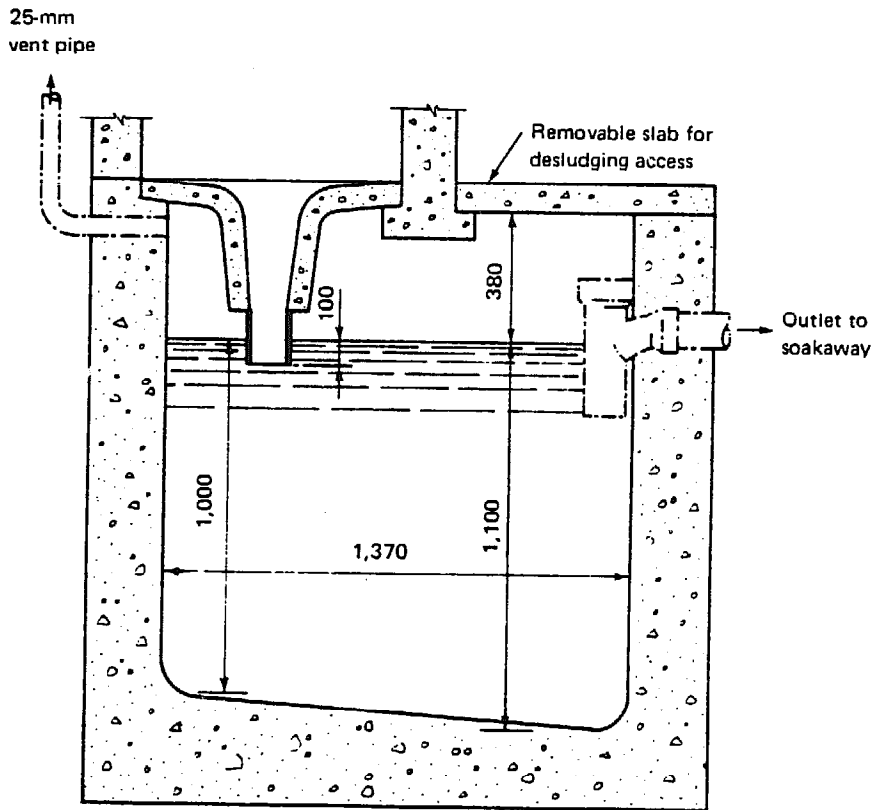 25-mm
vent pipe
Removable slab for
desludging access
380
100
Outlet to
soakaway
1,000
1,100
1,370